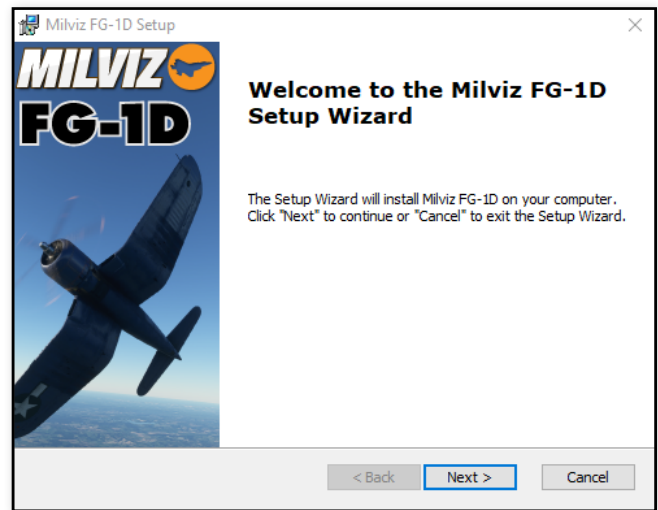 Milviz FG-1D Setup
MILVIZ
FG-1D
Welcome to the Milviz FG-1D
Setup Wizard
The Setup Wizard will install Milviz FG-1D on your computer.
Click "Next" to continue or "Cancel" to exit the Setup Wizard.
< Back
Next >
Cancel